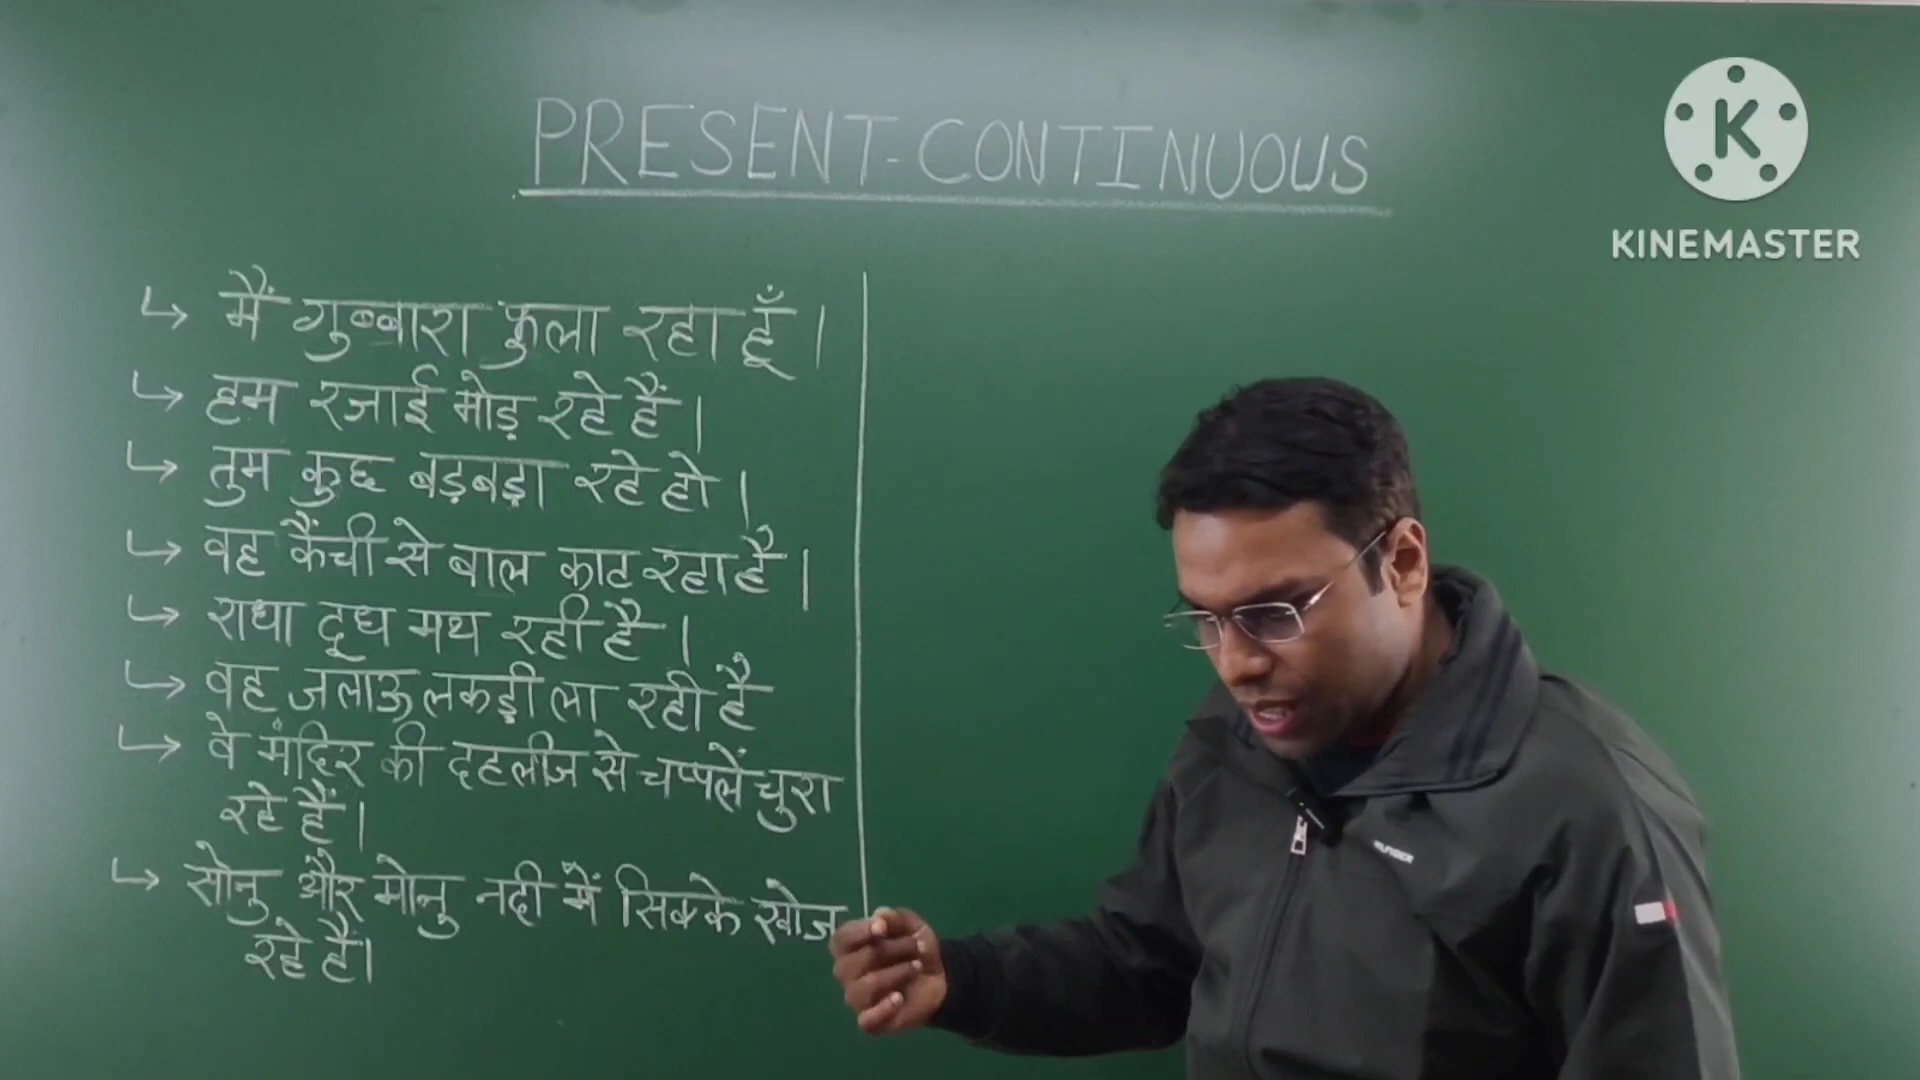 PRESENT-CONTINUOUS
K
KINEMASTER
↳ मैं गुब्बारा फुला रहा हूँ।
↳ हम रजाई मोड़ रहे हैं।
↳ तुम कुछ बड़बड़ा रहे हो।
↳ वह कैंची से बाल काट रहा है।
↳ राधा दूध मथ रही है।
↳ वह जलाऊ लकड़ी ला रही है
↳ वे मंदिर की दहलीज से चप्पलें चुरा
रहे हैं।
↳ सोनु और मोनु नदी में सिक्के खोज
रहे हैं।